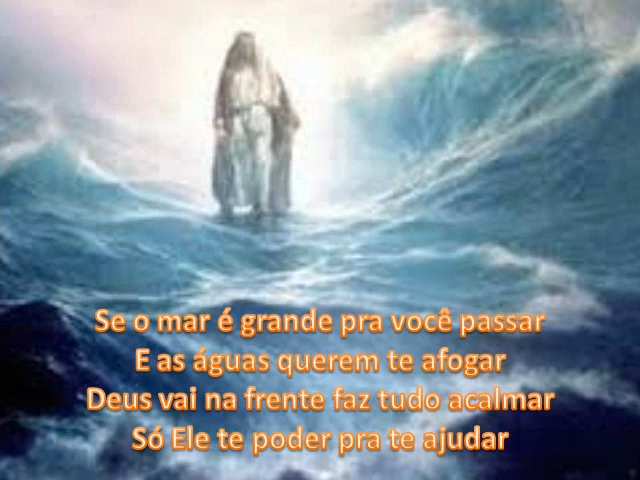 Se o mar é grande pra você passar
E as águas querem te afogar
Deus vai na frente faz tudo acalmar
Só Ele te poder pra te ajudar